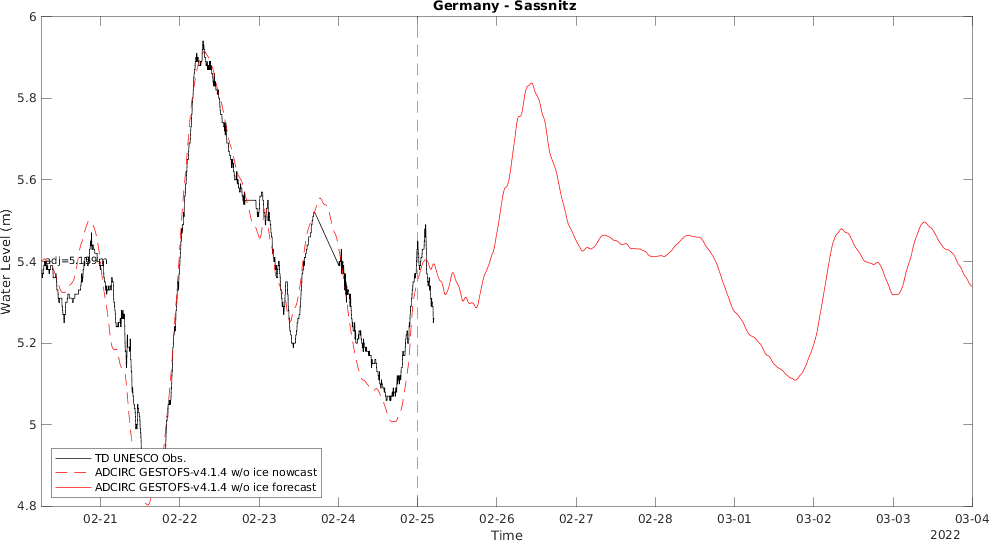 Germany - Sassnitz
Water Level (m)
6
5.8
5.6
5.4
5.2
5
4.8
TD UNESCO Obs.
ADCIRC GESTOFS-v4.1.4 w/o ice nowcast
ADCIRC GESTOFS-v4.1.4 w/o ice forecast
02-21 02-22 02-23 02-24 02-25 02-26 02-27 02-28 03-01 03-02 03-03 03-04
Time
2022